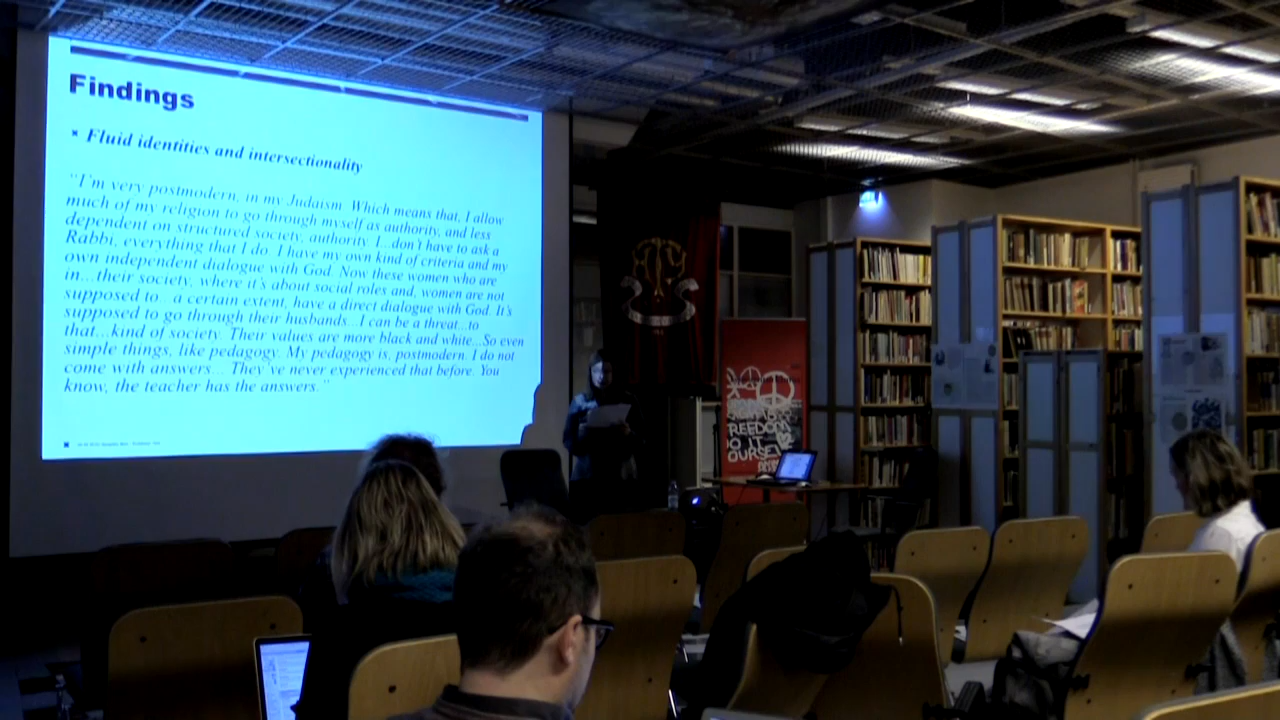 Findings
Fluid identities and intersectionality
"I'm very postmodern, in my Judaism. Which means that, I allow
much of my religion to go through myself as authority, and less
dependent on structured society, authority. I...don't have to ask a
Rabbi, everything that I do. I have my own kind of criteria and my
own independent dialogue with God. Now these women who are
in...their society, where it's about social roles and, women are not
supposed to...a certain extent, have a direct dialogue with God. It's
supposed to go through their husbands...I can be a threat...to
that...kind of society. Their values are more black and white...So even
simple things, like pedagogy. My pedagogy is, postmodern. I do not
come with answers... They've never experienced that before. You
know, the teacher has the answers."
FREEDOM
DO IT
OURSELF